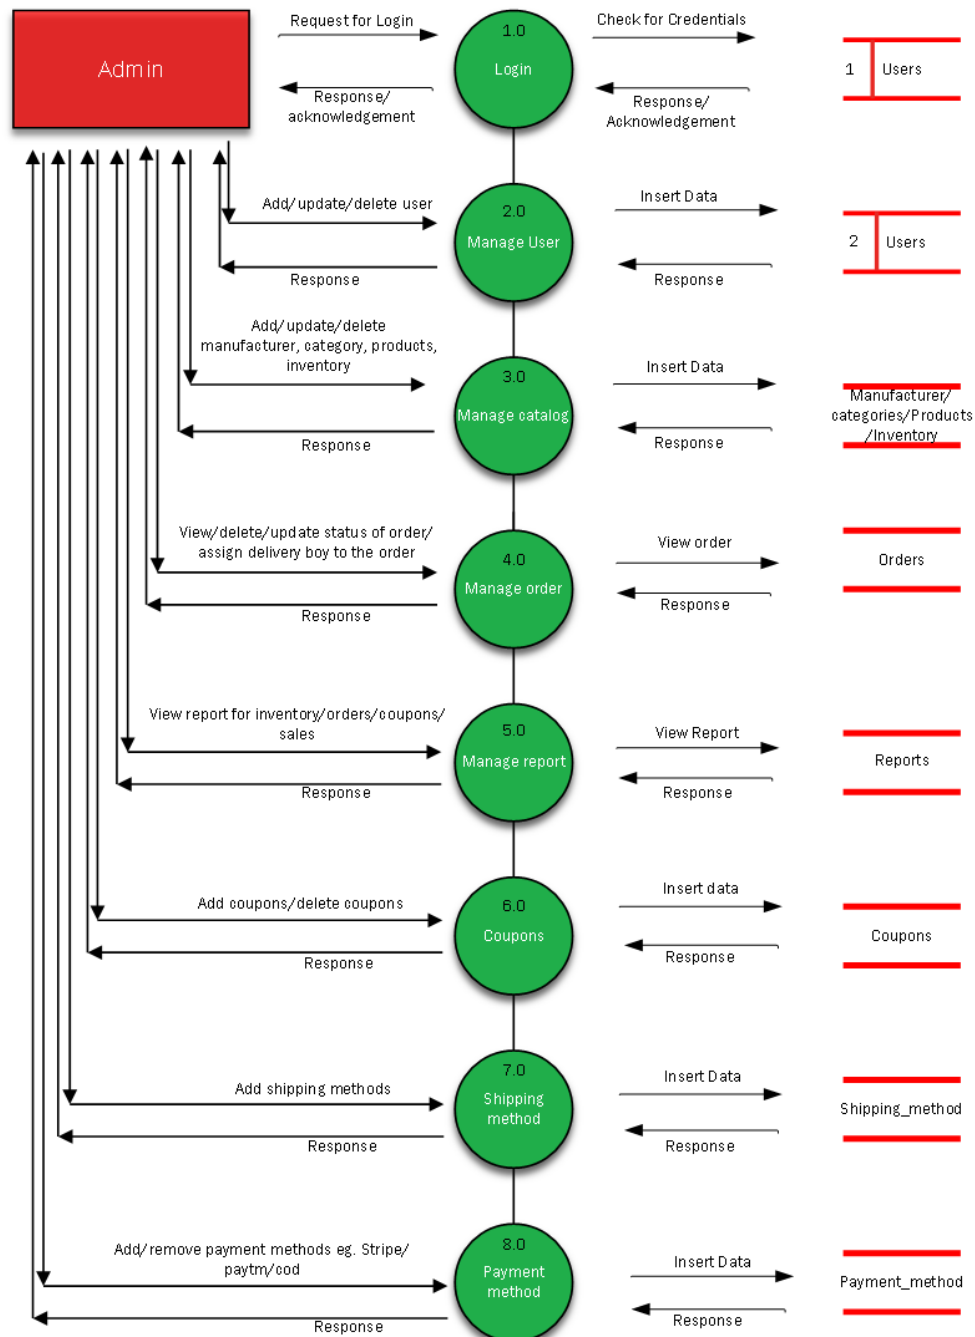 Request for Login
1.0
Check for Credentials
Admin
Login
1
Users
Response/
acknowledgement
Response/
Acknowledgement
Add/update/delete user
2.0
Insert Data
Manage User
2
Users
Response
Response
Add/update/delete
manufacturer, category, products,
inventory
3.0
Insert Data
Manage catalog
Manufacturer/
categories/Products
/Inventory
Response
Response
View/delete/update status of order/
assign delivery boy to the order
4.0
View order
Manage order
Orders
Response
Response
View report for inventory/orders/coupons/
sales
5.0
View Report
Manage report
Reports
Response
Response
Add coupons/delete coupons
6.0
Insert data
Coupons
Coupons
Response
Response
Add shipping methods
7.0
Insert Data
Shipping
method
Shipping_method
Response
Response
Add/remove payment methods eg. Stripe/
paytm/cod
8.0
Insert Data
Payment
method
Payment_method
Response
Response